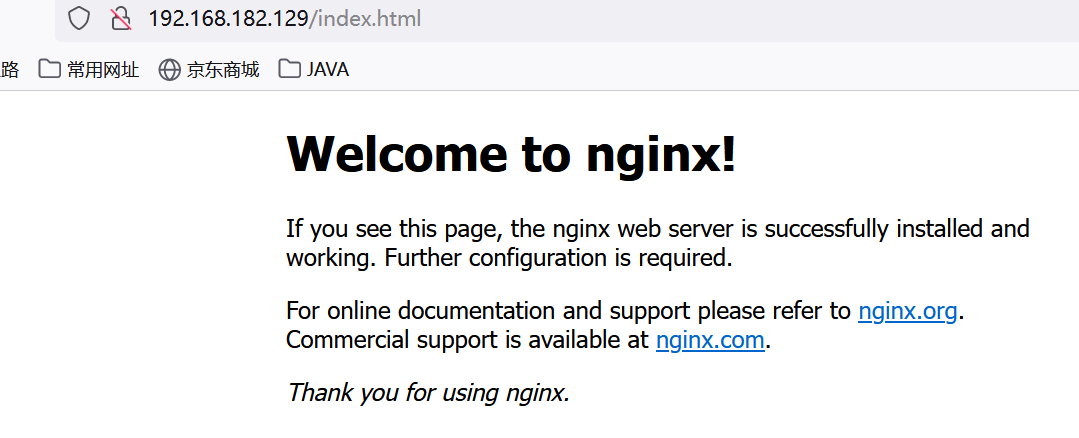 192.168.182.129/index.html
路 常用网址 京东商城 JAVA
Welcome to nginx!
If you see this page, the nginx web server is successfully installed and
working. Further configuration is required.
For online documentation and support please refer to nginx.org.
Commercial support is available at nginx.com.
Thank you for using nginx.